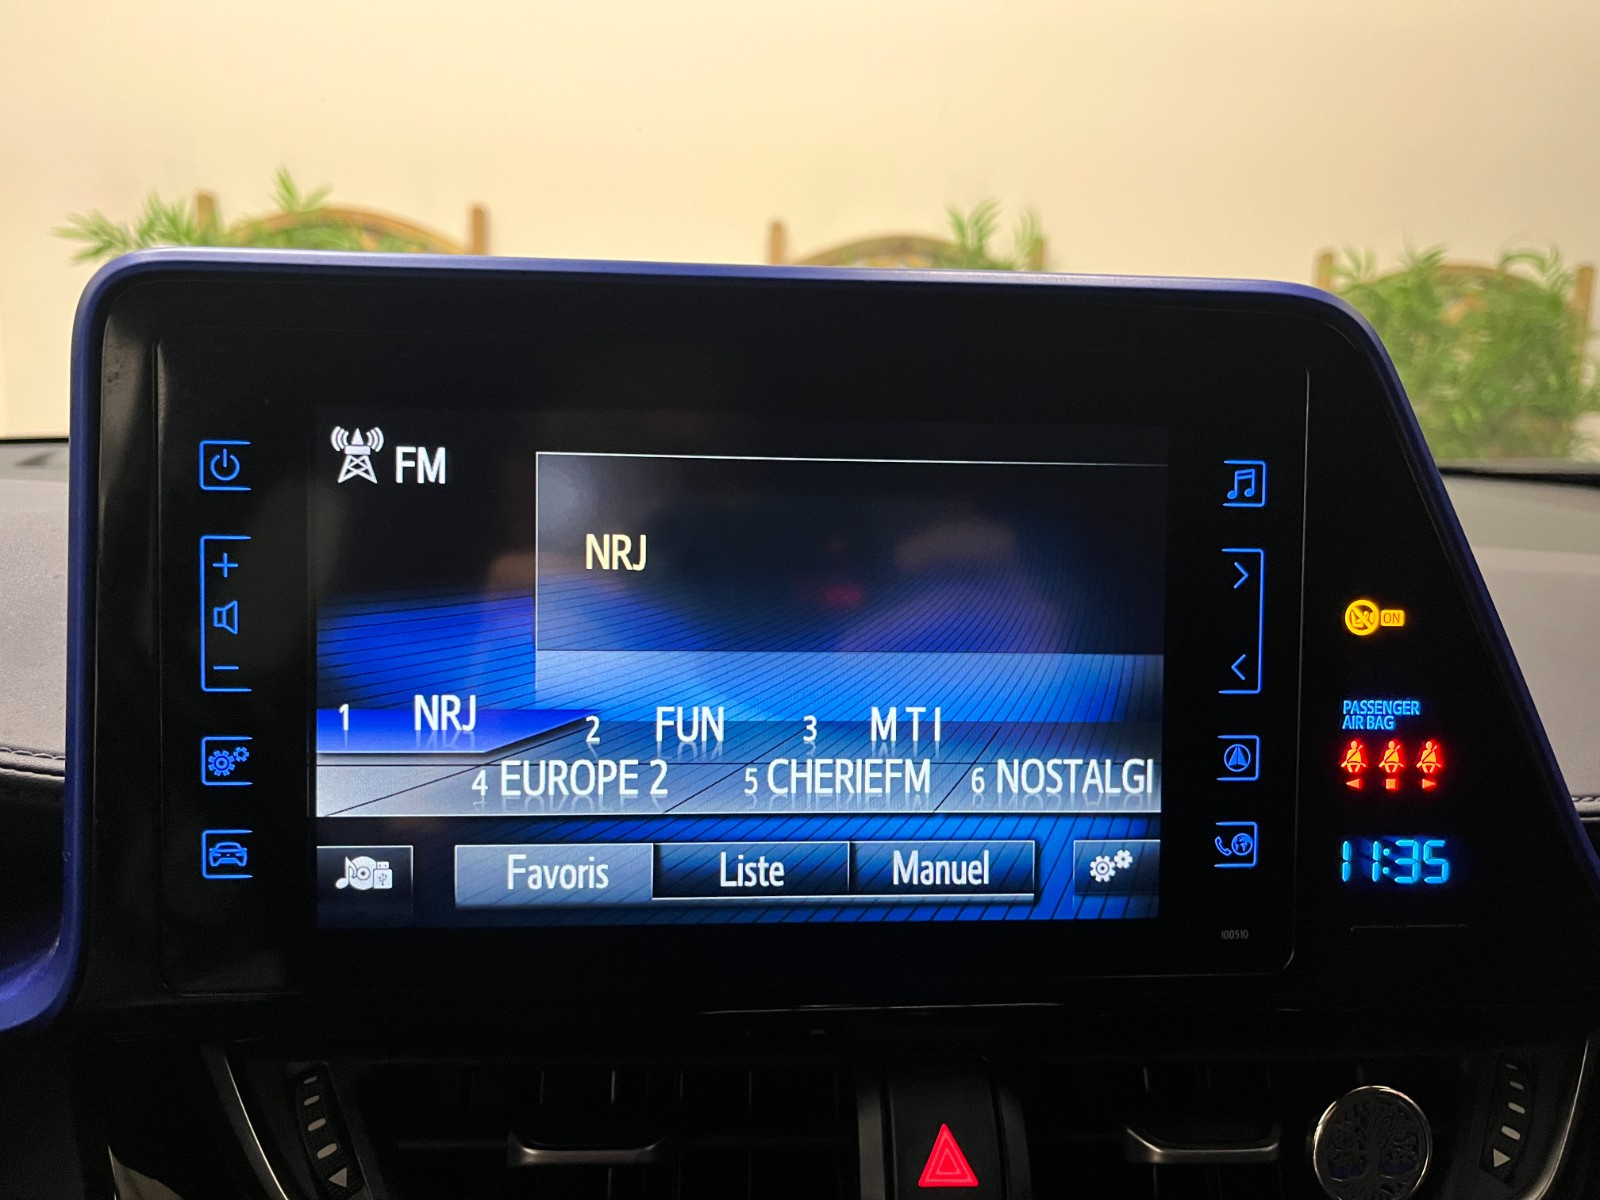 FM
NRJ
1 NRJ 2 FUN 3 M T I
4 EUROPE 2 5 CHERIEFM 6 NOSTALGI
Favoris Liste Manuel
ON
PASSENGER
AIR BAG
11:35
100510